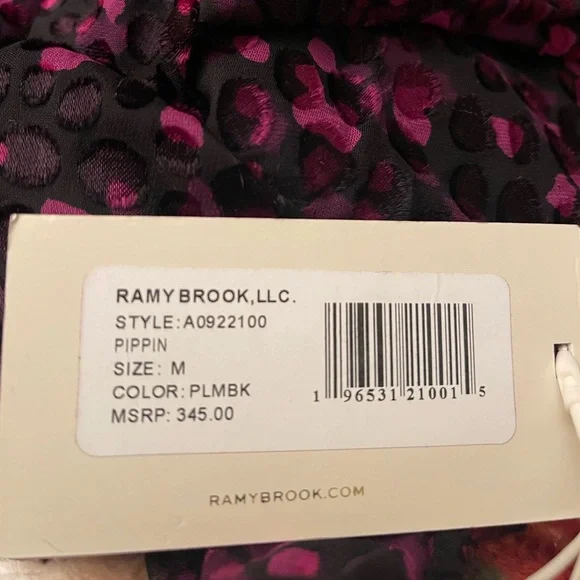 RAMY BROOK,LLC.
STYLE:A0922100
PIPPIN
SIZE: M
COLOR: PLMBK
MSRP: 345.00
1 96531 21001 5
RAMYBROOK.COM